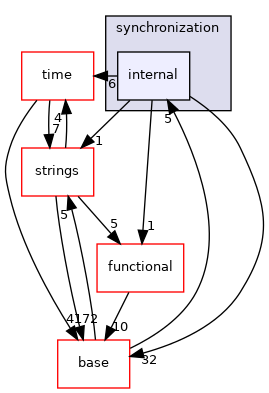 synchronization
time
internal
6
4
7
1
strings
5
5
5
1
functional
4172
10
base
32